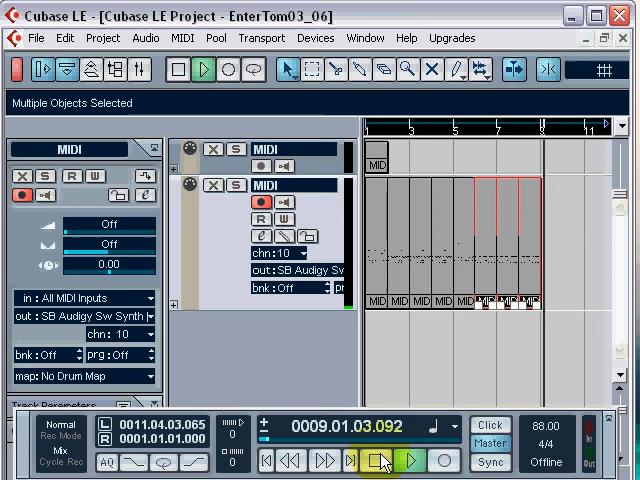 Cubase LE - [Cubase LE Project - EnterTom03_06]
File Edit Project Audio MIDI Pool Transport Devices Window Help Upgrades
Multiple Objects Selected
1 3 5 7 9 11
MIDI
X S R W
Off
Off
0.00
in : All MIDI Inputs
out : SB Audigy Sw Synth
chn: 10
bnk: Off prg: Off
map: No Drum Map
Track Parameters
X S MIDI
MID
X S MIDI
R W
e
chn: 10
out: SB Audigy Sv
bnk: Off
MID MID MID MID MID MID MID MID
Normal
Rec Mode
Mix
Cycle Rec
L 0011.04.03.065
R 0001.01.01.000
AQ
0
0
0009.01.03.092
Click
Master
Sync
88.00
4/4
Offline
In
Out